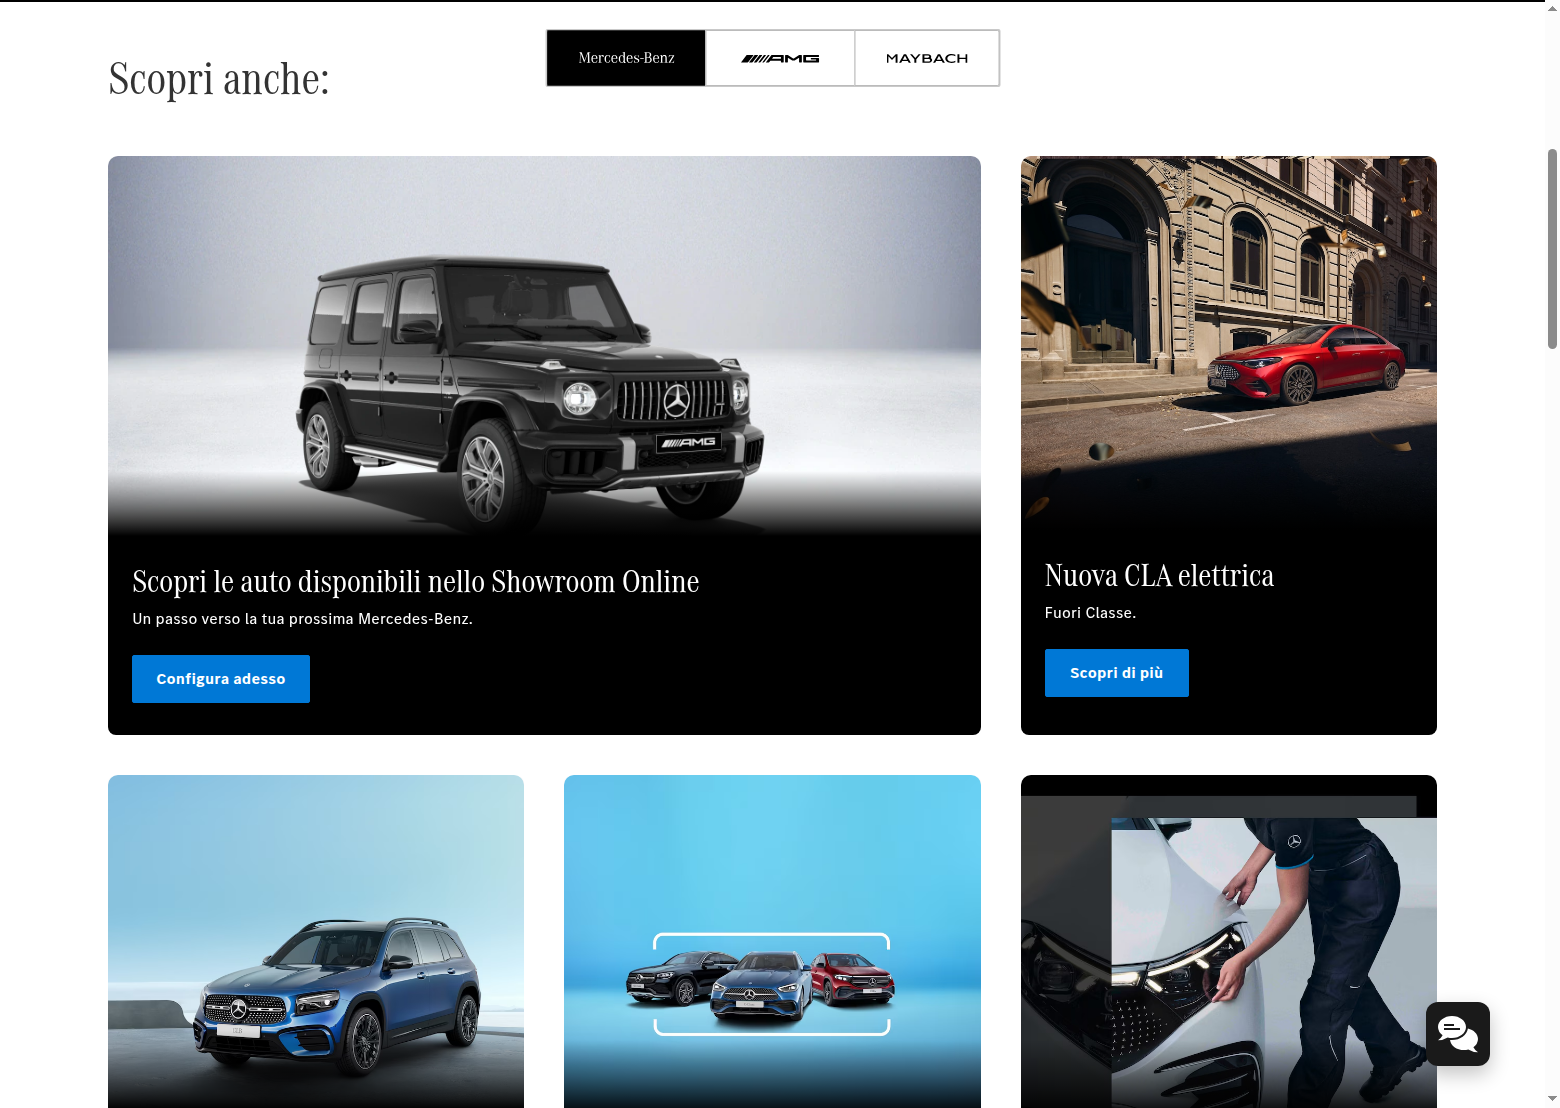 Scopri anche:
Mercedes-Benz
AMG
MAYBACH
AMG
Scopri le auto disponibili nello Showroom Online
Un passo verso la tua prossima Mercedes-Benz.
Configura adesso
Nuova CLA elettrica
Fuori Classe.
Scopri di più